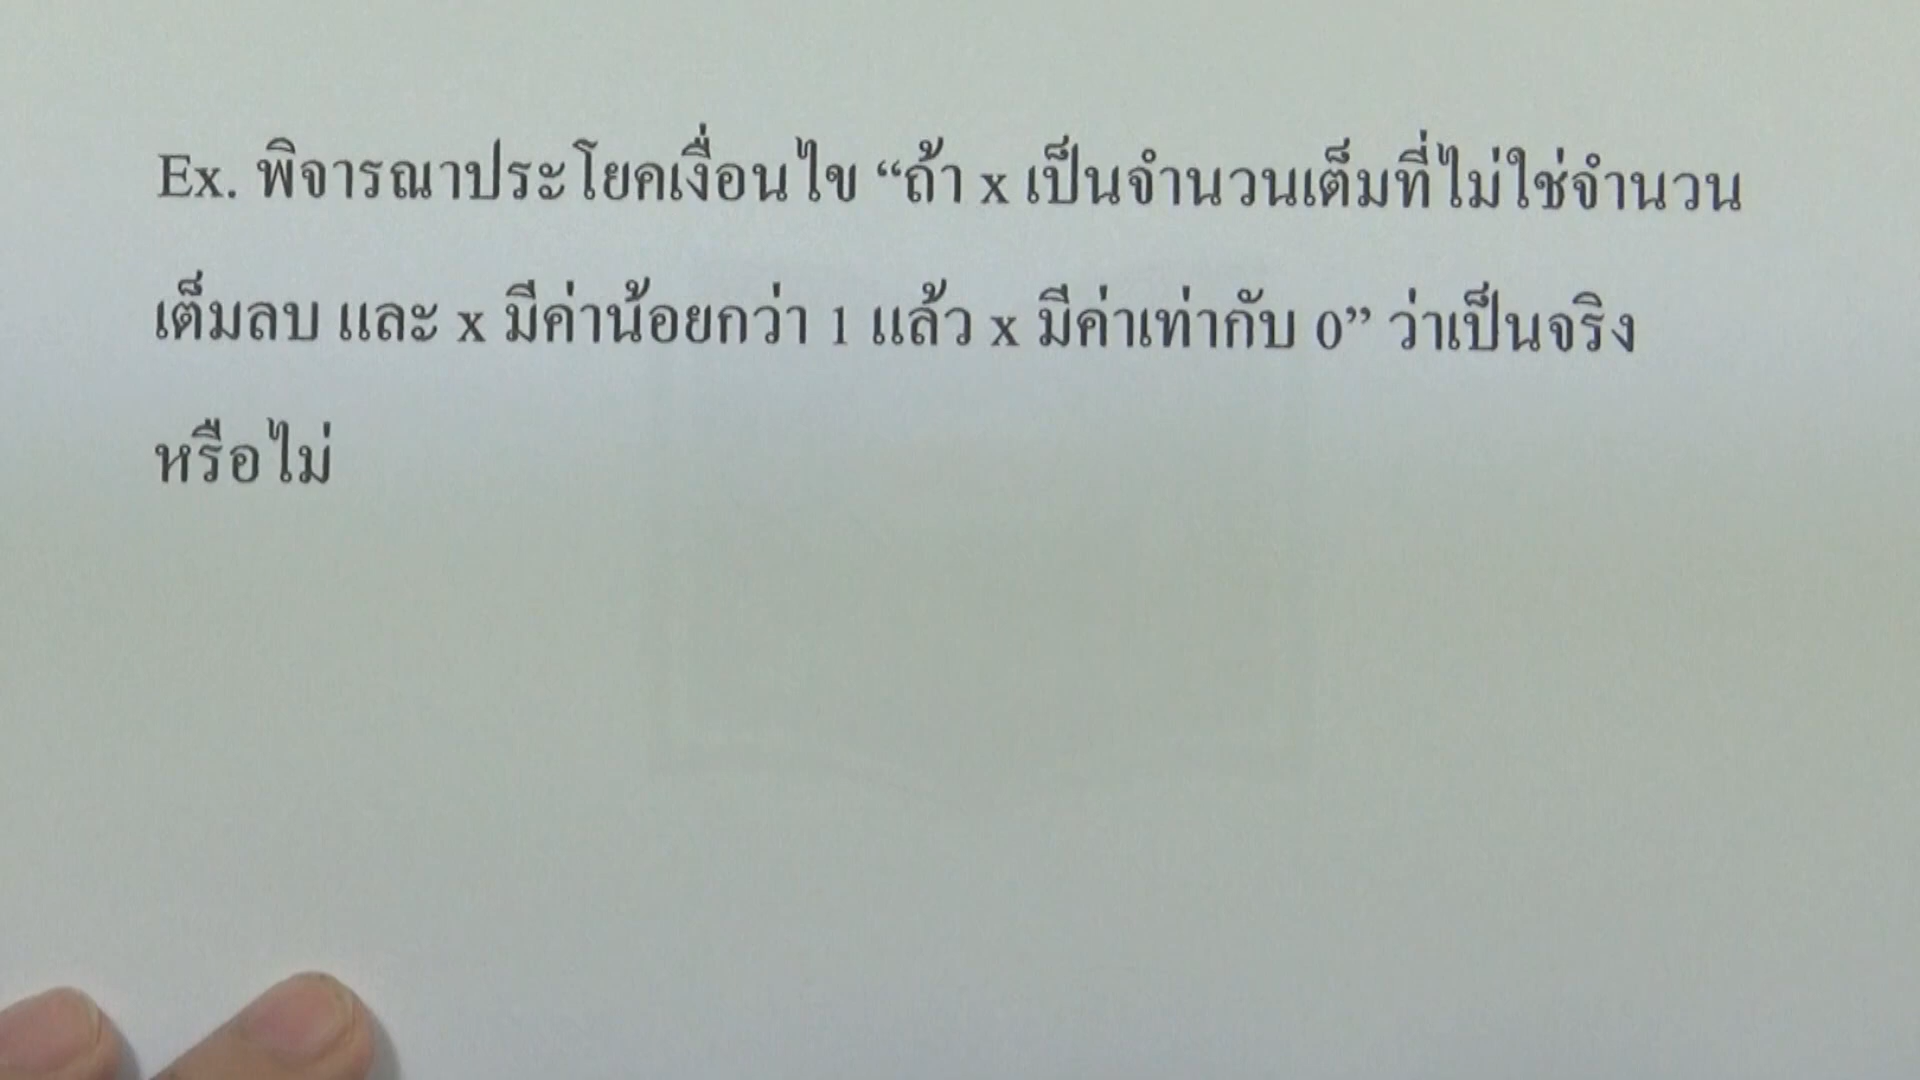 Ex. พิจารณาประโยคเงื่อนไข “ถ้า x เป็นจำนวนเต็มที่ไม่ใช่จำนวน
เต็มลบ และ x มีค่าน้อยกว่า 1 แล้ว x มีค่าเท่ากับ 0” ว่าเป็นจริง
หรือไม่